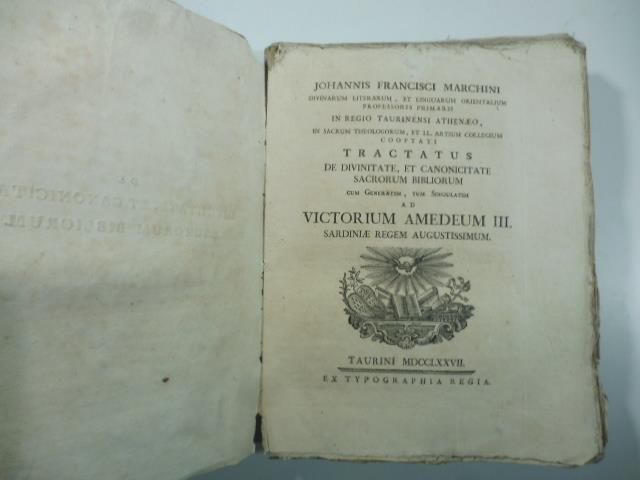 JOHANNIS FRANCISCI MARCHINI
DIVINARUM LITERARUM, ET LINGUARUM ORIENTALIUM
PROFESSORIS PRIMARII
IN REGIO TAURINENSI ATHENÆO,
IN SACRUM THEOLOGORUM, ET LL. ARTIUM COLLEGIUM
COOPTATI
TRACTATUS
DE DIVINITATE, ET CANONICITATE
SACRORUM BIBLIORUM
CUM GENERATIM, TUM SINGULATIM
AD
VICTORIUM AMEDEUM III.
SARDINIÆ REGEM AUGUSTISSIMUM.
TAURINI MDCCLXXVII.
EX TYPOGRAPHIA REGIA.